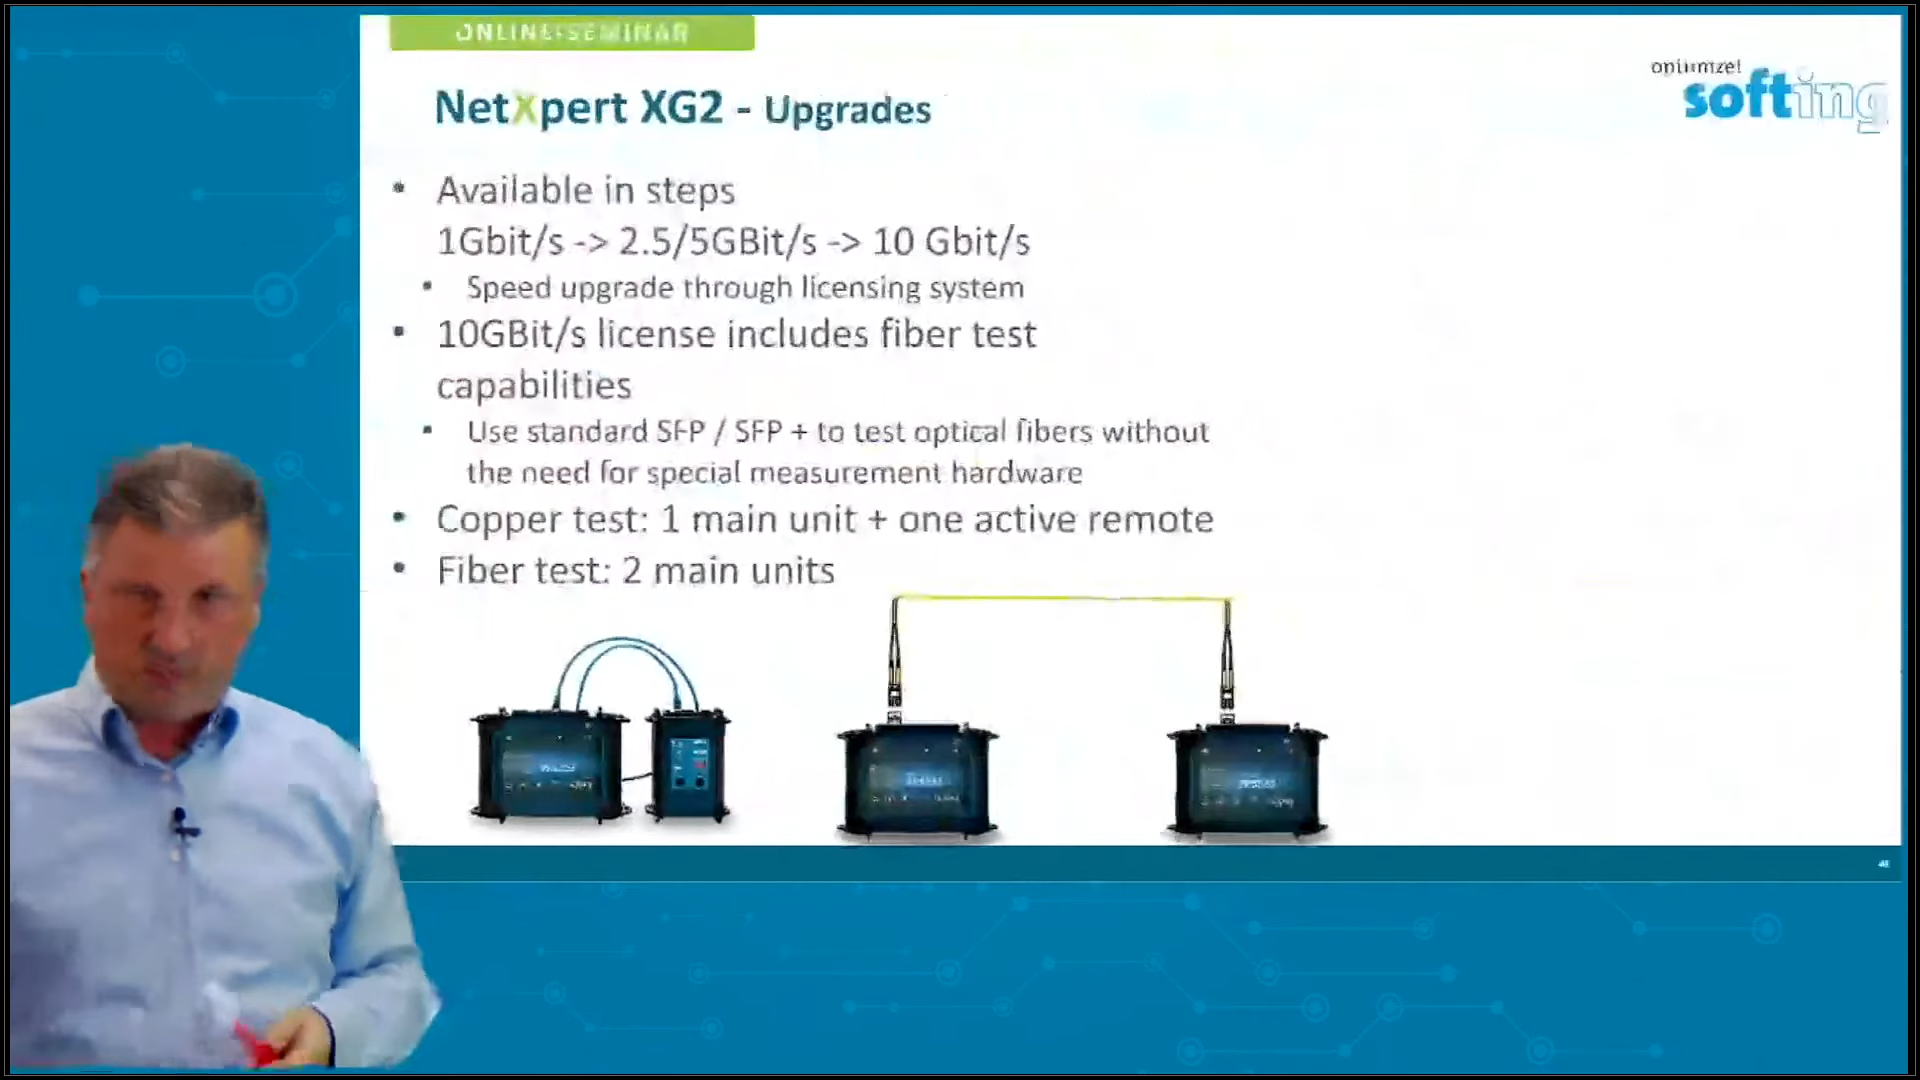 ONLINE-SEMINAR
optimize!
softing
NetXpert XG2 - Upgrades
• Available in steps
1Gbit/s -> 2.5/5GBit/s -> 10 Gbit/s
• Speed upgrade through licensing system
• 10GBit/s license includes fiber test
capabilities
• Use standard SFP / SFP + to test optical fibers without
the need for special measurement hardware
• Copper test: 1 main unit + one active remote
• Fiber test: 2 main units